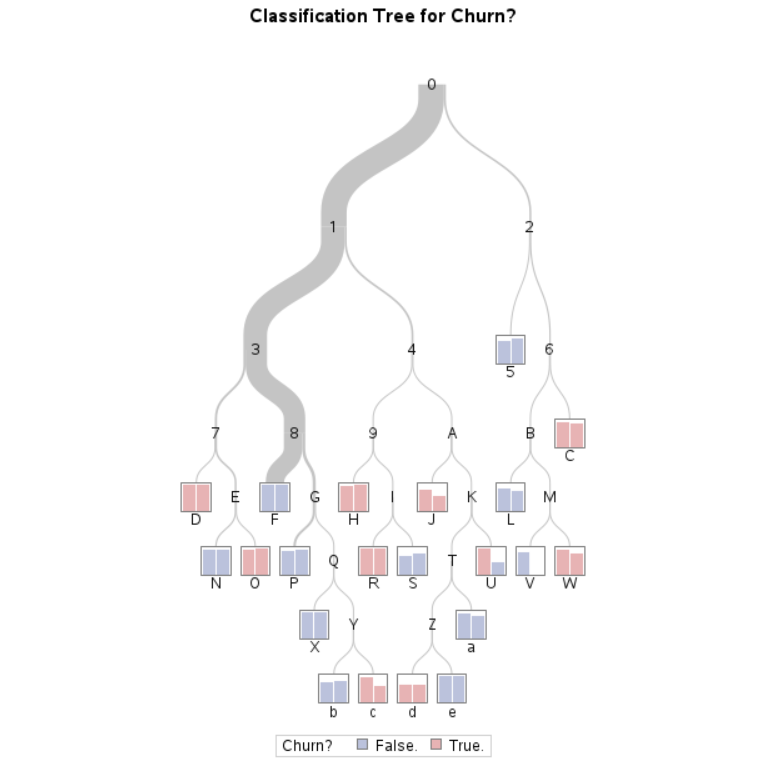 Classification Tree for Churn?
0
1 2
3 4 5 6
7 8 9 A B C
D E F G H I J K L M
N O P Q R S T U V W
X Y Z a
b c d e
Churn? False. True.